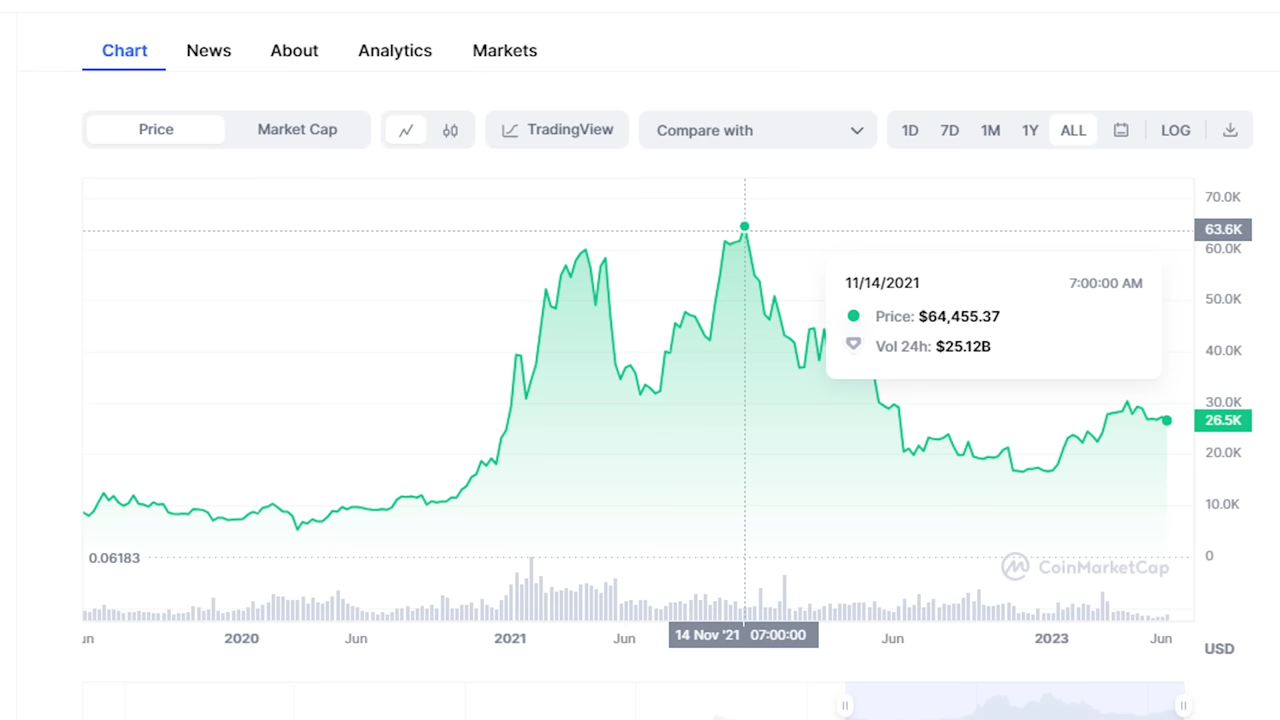 Chart News About Analytics Markets
Price Market Cap TradingView Compare with 1D 7D 1M 1Y ALL LOG
70.0K
63.6K
60.0K
11/14/2021 7:00:00 AM
50.0K
Price: $64,455.37
Vol 24h: $25.12B
40.0K
30.0K
26.5K
20.0K
10.0K
0.06183 0
CoinMarketCap
un 2020 Jun 2021 Jun 14 Nov '21 07:00:00 Jun 2023 Jun
USD